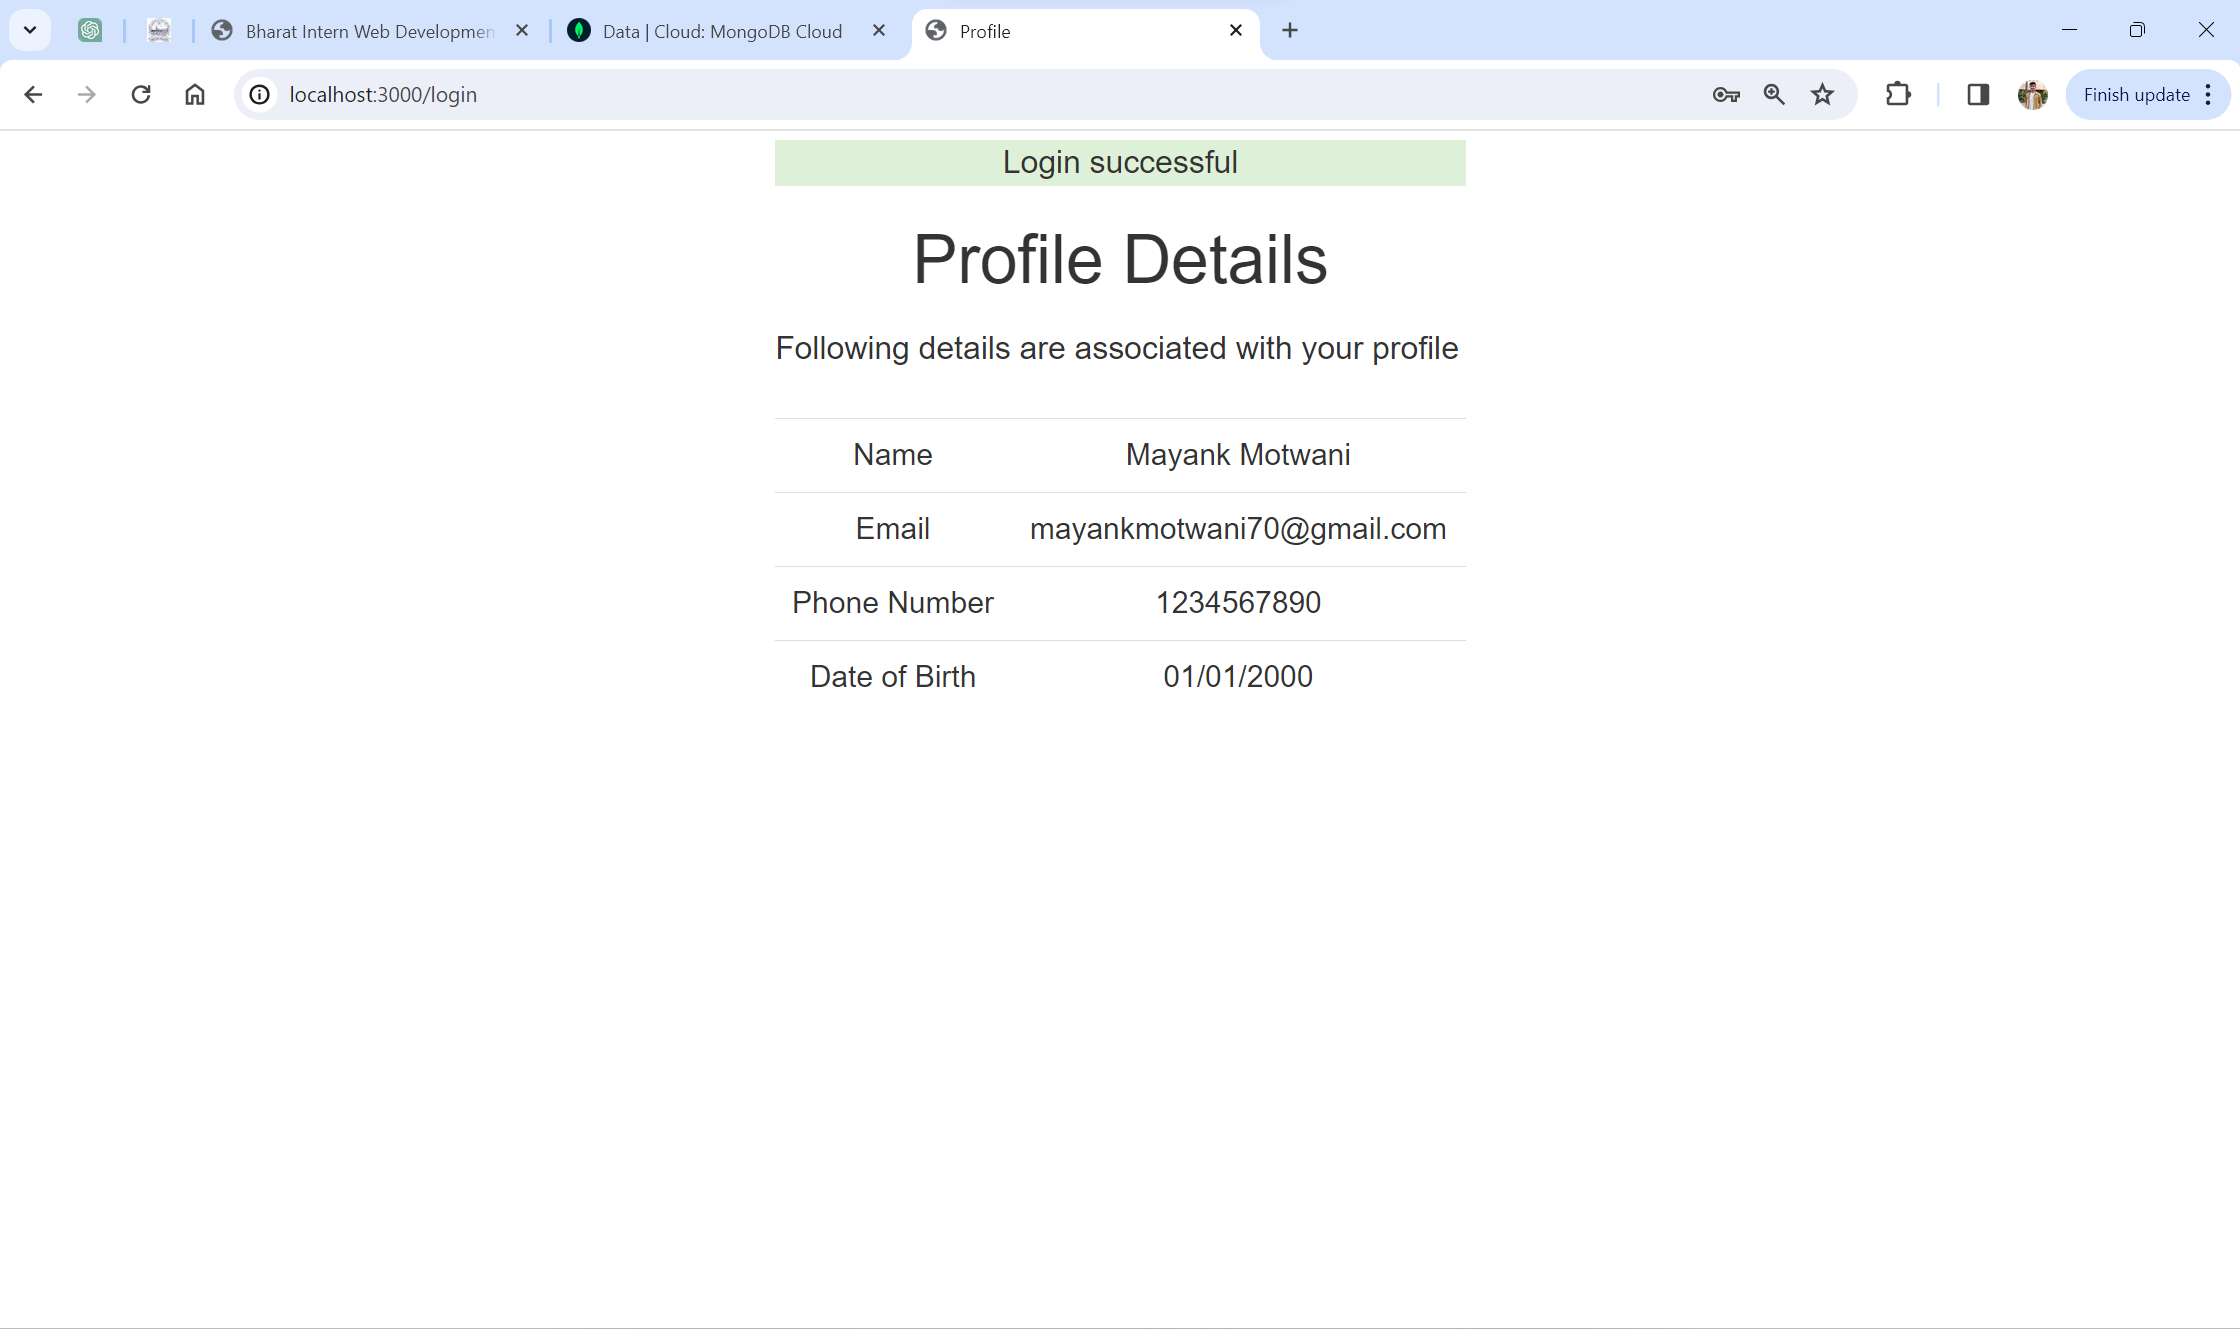 Bharat Intern Web Developmen
Data | Cloud: MongoDB Cloud
Profile
localhost:3000/login
Finish update
Login successful
Profile Details
Following details are associated with your profile
Name Mayank Motwani
Email mayankmotwani70@gmail.com
Phone Number 1234567890
Date of Birth 01/01/2000